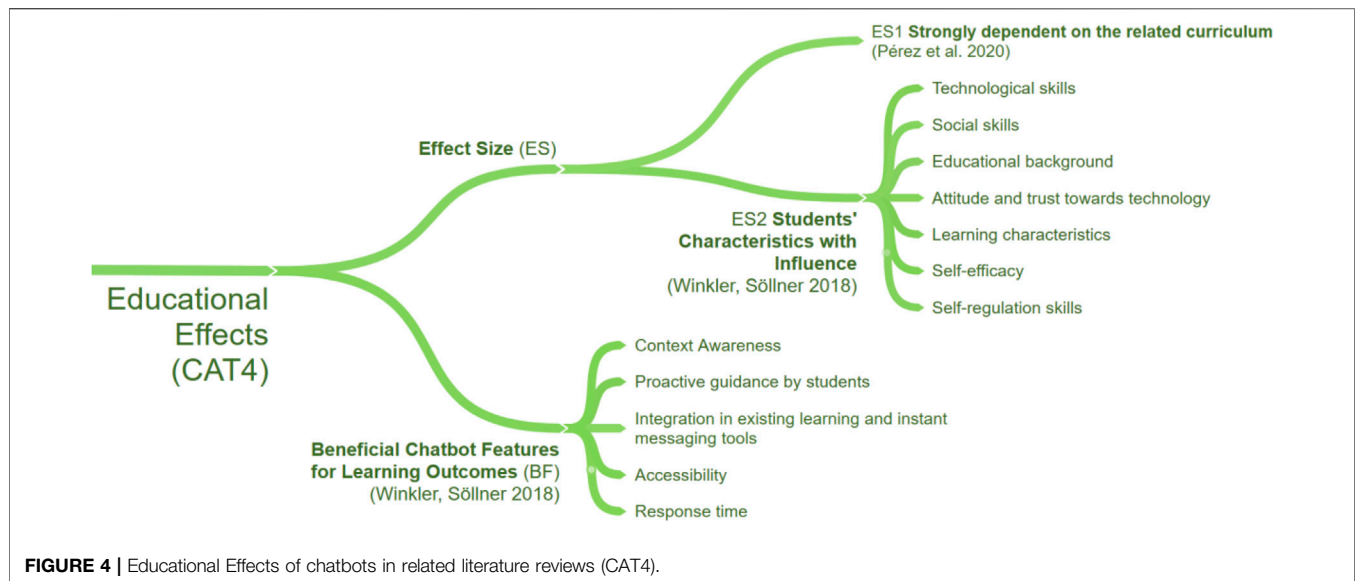 ES1 Strongly dependent on the related curriculum
(Pérez et al. 2020)
Technological skills
Social skills
Effect Size (ES)
Educational background
Attitude and trust towards technology
ES2 Students'
Characteristics with
Influence
(Winkler, Söllner 2018)
Learning characteristics
Self-efficacy
Self-regulation skills
Educational
Effects
(CAT4)
Context Awareness
Proactive guidance by students
Integration in existing learning and instant
messaging tools
Beneficial Chatbot Features
for Learning Outcomes (BF)
(Winkler, Söllner 2018)
Accessibility
Response time
FIGURE 4 | Educational Effects of chatbots in related literature reviews (CAT4).